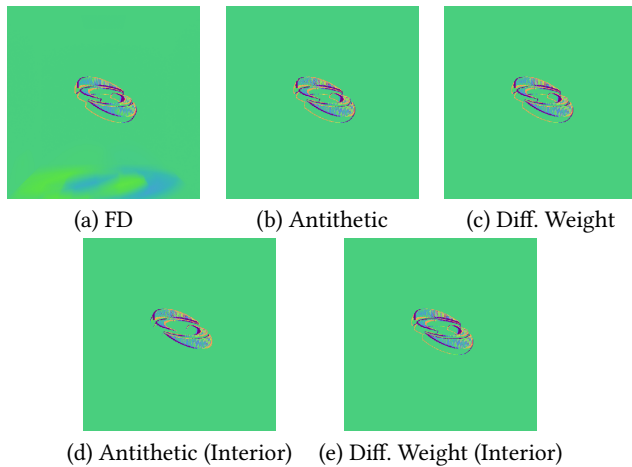 (a) FD
(b) Antithetic
(c) Diff. Weight
(d) Antithetic (Interior)
(e) Diff. Weight (Interior)